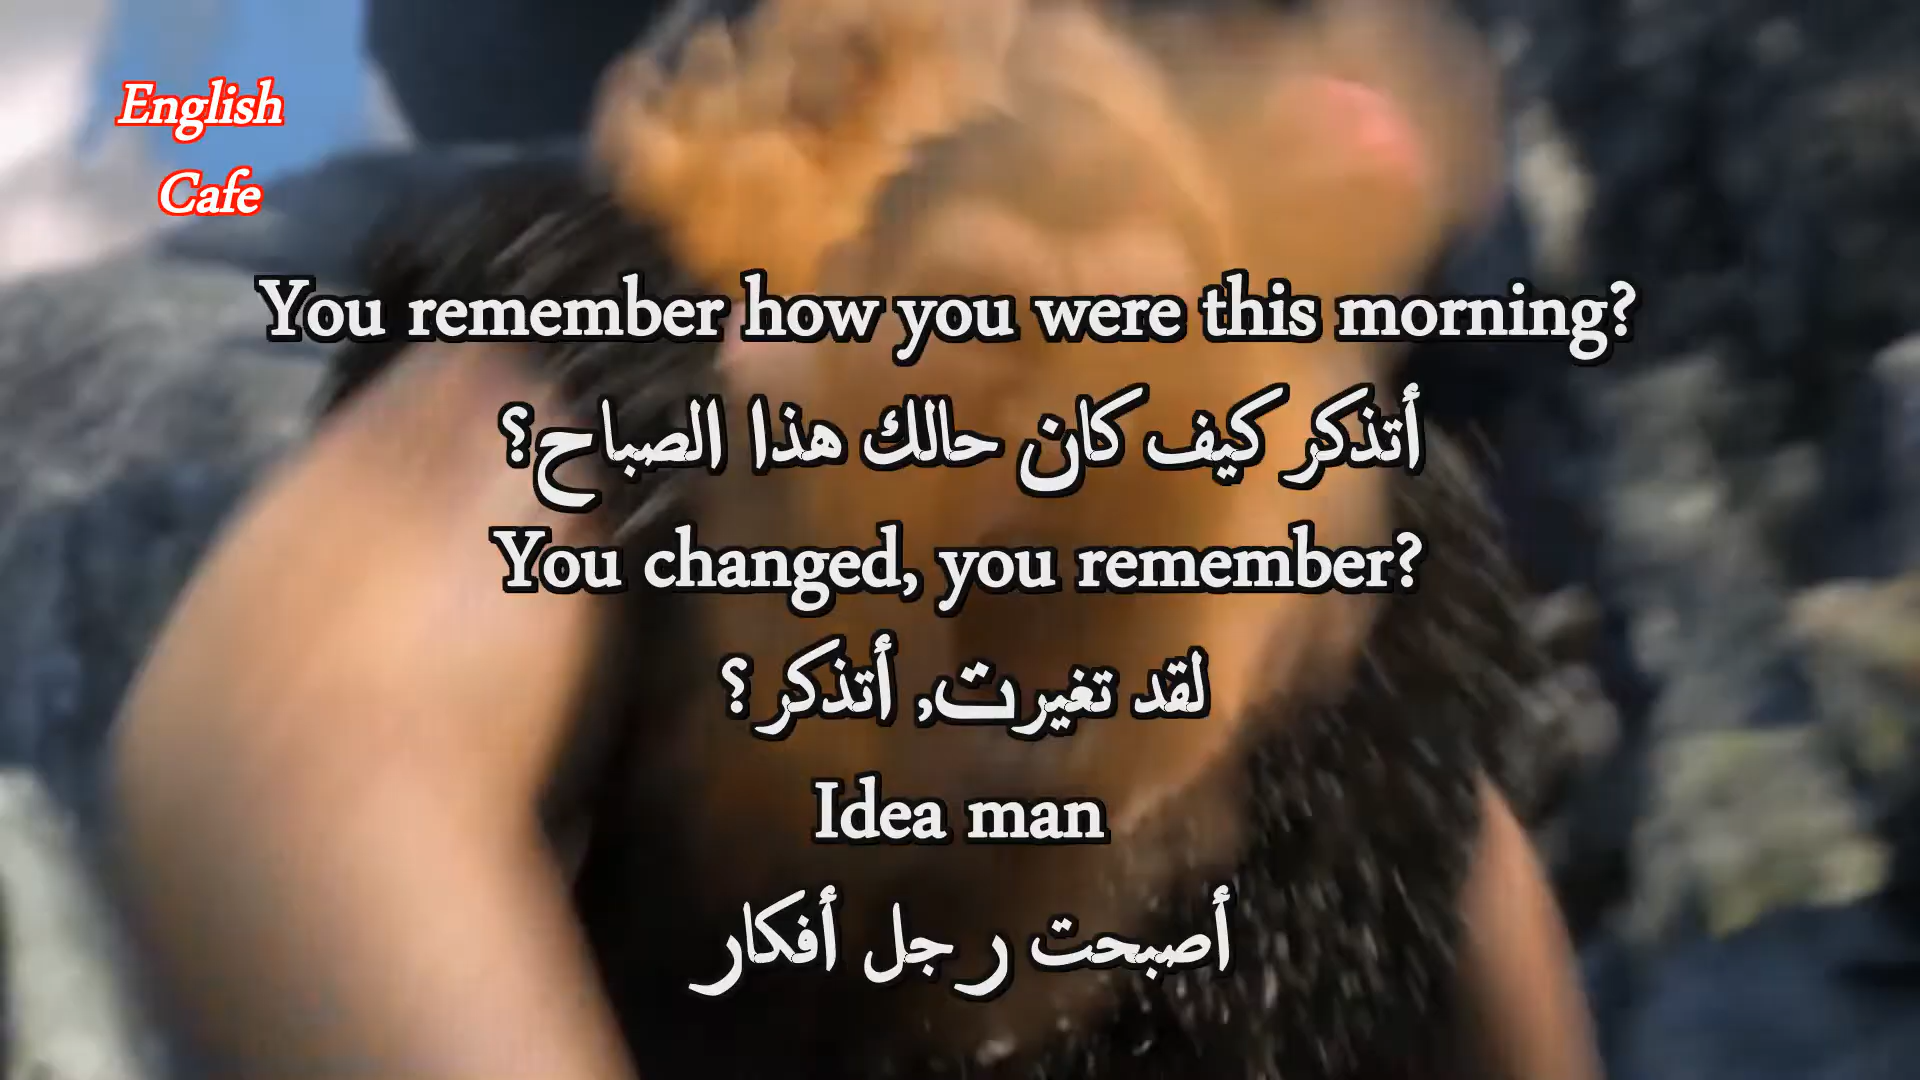 English
Cafe
You remember how you were this morning?
أتذكر كيف كان حالك هذا الصباح؟
You changed, you remember?
لقد تغيرت, أتذكر؟
Idea man
أصبحت رجل أفكار